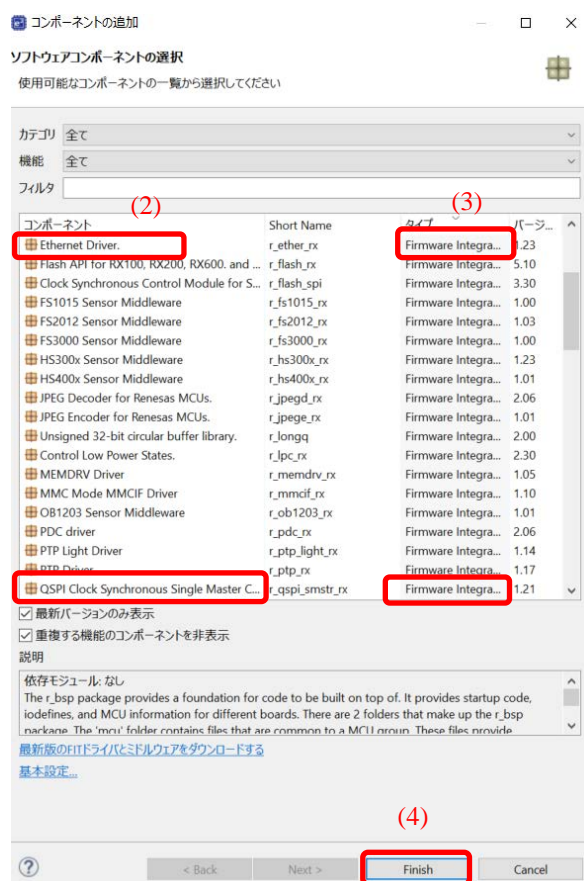 コンポーネントの追加
ソフトウェアコンポーネントの選択
使用可能なコンポーネントの一覧から選択してください
カテゴリ 全て
機能 全て
フィルタ
(2) (3)
コンポーネント Short Name タイプ バージ...
Ethernet Driver. r_ether_rx Firmware Integra... 1.23
Flash API for RX100, RX200, RX600. and ... r_flash_rx Firmware Integra... 5.10
Clock Synchronous Control Module for S... r_flash_spi Firmware Integra... 3.30
FS1015 Sensor Middleware r_fs1015_rx Firmware Integra... 1.00
FS2012 Sensor Middleware r_fs2012_rx Firmware Integra... 1.03
FS3000 Sensor Middleware r_fs3000_rx Firmware Integra... 1.00
HS300x Sensor Middleware r_hs300x_rx Firmware Integra... 1.23
HS400x Sensor Middleware r_hs400x_rx Firmware Integra... 1.01
JPEG Decoder for Renesas MCUs. r_jpegd_rx Firmware Integra... 2.06
JPEG Encoder for Renesas MCUs. r_jpege_rx Firmware Integra... 1.01
Unsigned 32-bit circular buffer library. r_longq Firmware Integra... 2.00
Control Low Power States. r_lpc_rx Firmware Integra... 2.30
MEMDRV Driver r_memdrv_rx Firmware Integra... 1.05
MMC Mode MMCIF Driver r_mmcif_rx Firmware Integra... 1.10
OB1203 Sensor Middleware r_ob1203_rx Firmware Integra... 1.01
PDC driver r_pdc_rx Firmware Integra... 2.06
PTP Light Driver r_ptp_light_rx Firmware Integra... 1.14
PTP Driver r_ptp_rx Firmware Integra... 1.17
QSPI Clock Synchronous Single Master C... r_qspi_smstr_rx Firmware Integra... 1.21
最新バージョンのみ表示
重複する機能のコンポーネントを非表示
説明
依存モジュール: なし
The r_bsp package provides a foundation for code to be built on top of. It provides startup code,
iodefines, and MCU information for different boards. There are 2 folders that make up the r_bsp
package. The 'mcu' folder contains files that are common to a MCU group. These files provide
最新版のFITドライバとミドルウェアをダウンロードする
基本設定...
(4)
< Back Next > Finish Cancel